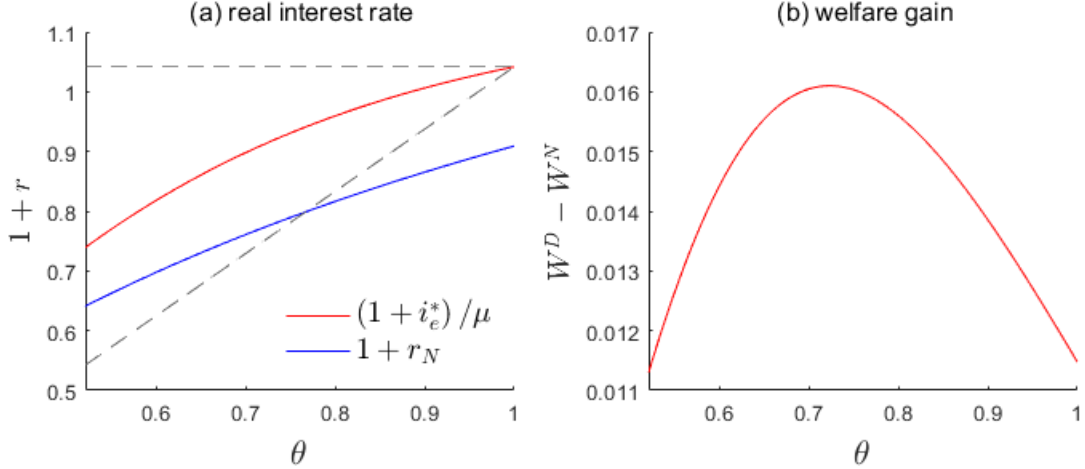 (a) real interest rate
1.1
1
0.9
0.8
0.7
0.6
0.5
1 + r
0.6 0.7 0.8 0.9 1
θ
(1 + i*e) /μ
1 + rN
(b) welfare gain
0.017
0.016
0.015
0.014
0.013
0.012
0.011
W^D − W^N
0.6 0.7 0.8 0.9 1
θ